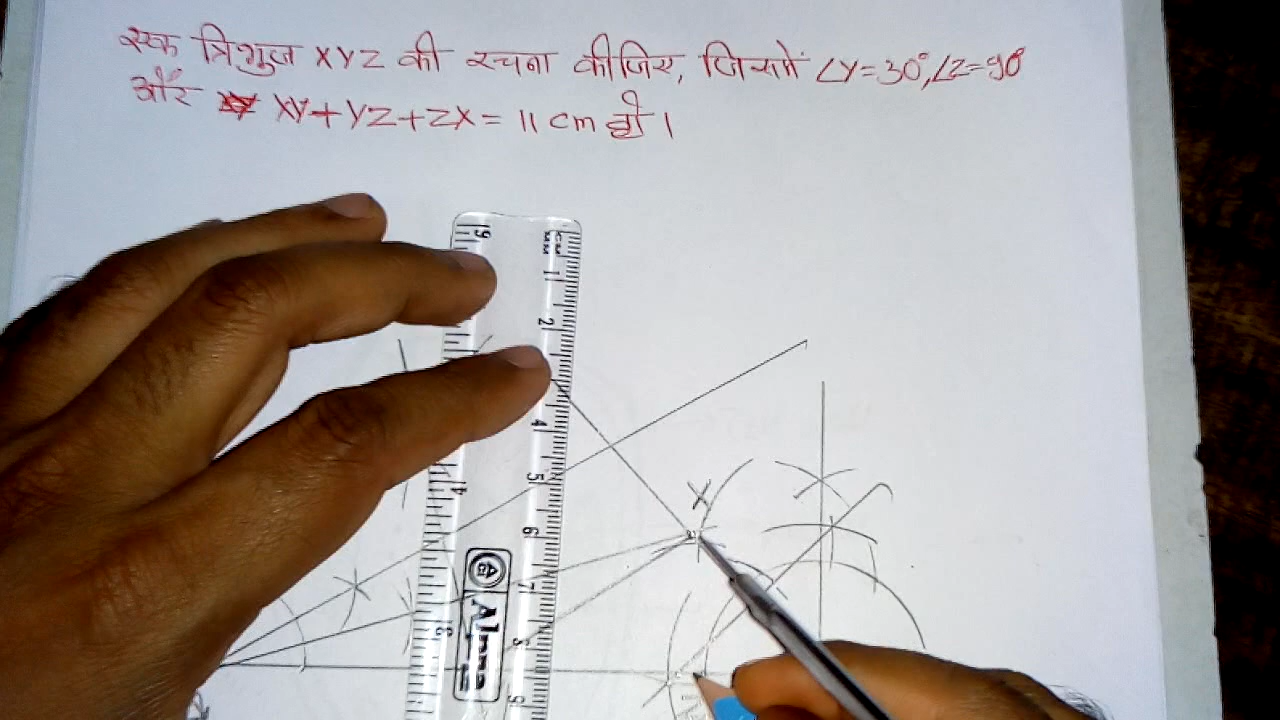 एक त्रिभुज XYZ की रचना कीजिए, जिसमें ∠Y=30°,∠Z=90°
और XY+YZ+ZX= 11 cm हो।
X